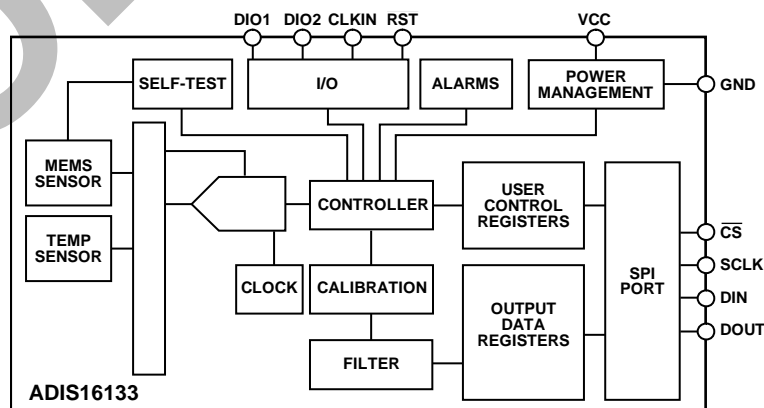 DIO1 DIO2 CLKIN RST VCC
SELF-TEST
I/O
ALARMS
POWER
MANAGEMENT
GND
MEMS
SENSOR
TEMP
SENSOR
CONTROLLER
USER
CONTROL
REGISTERS
CLOCK
CALIBRATION
FILTER
OUTPUT
DATA
REGISTERS
SPI
PORT
CS
SCLK
DIN
DOUT
ADIS16133